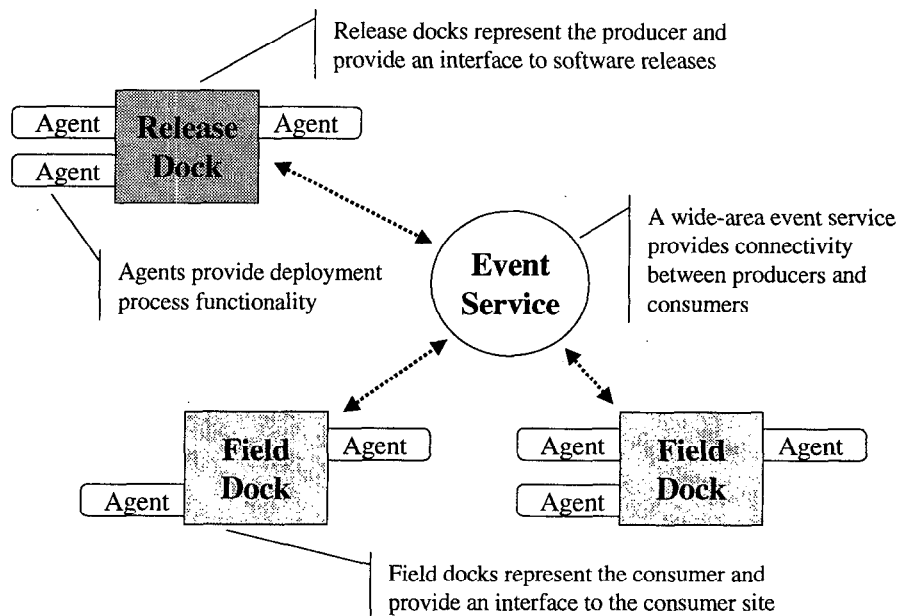 Release docks represent the producer and
provide an interface to software releases
Agent
Release
Dock
Agent
Agent
A wide-area event service
provides connectivity
between producers and
consumers
Event
Service
Agents provide deployment
process functionality
Field
Dock
Agent
Agent
Agent
Field
Dock
Agent
Agent
Field docks represent the consumer and
provide an interface to the consumer site